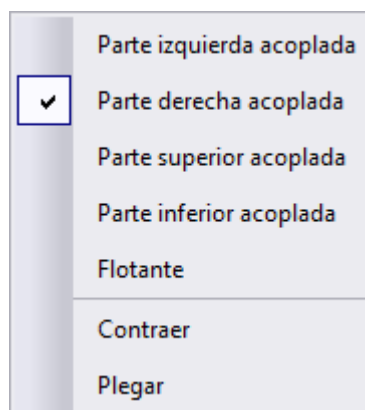 Parte izquierda acoplada
Parte derecha acoplada
Parte superior acoplada
Parte inferior acoplada
Flotante
Contraer
Plegar